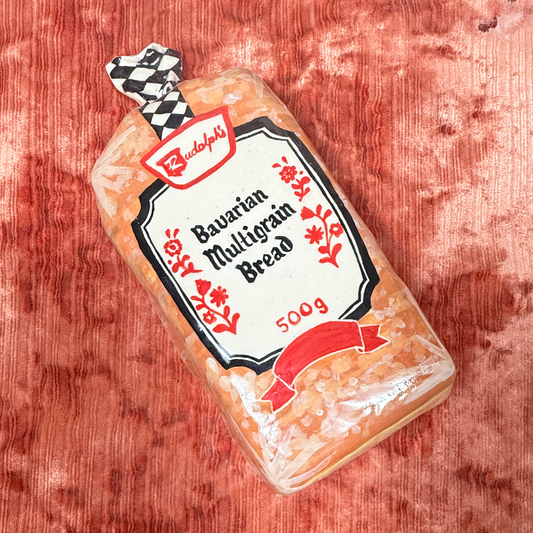 Rudolph's
Bavarian
Multigrain
Bread
500g